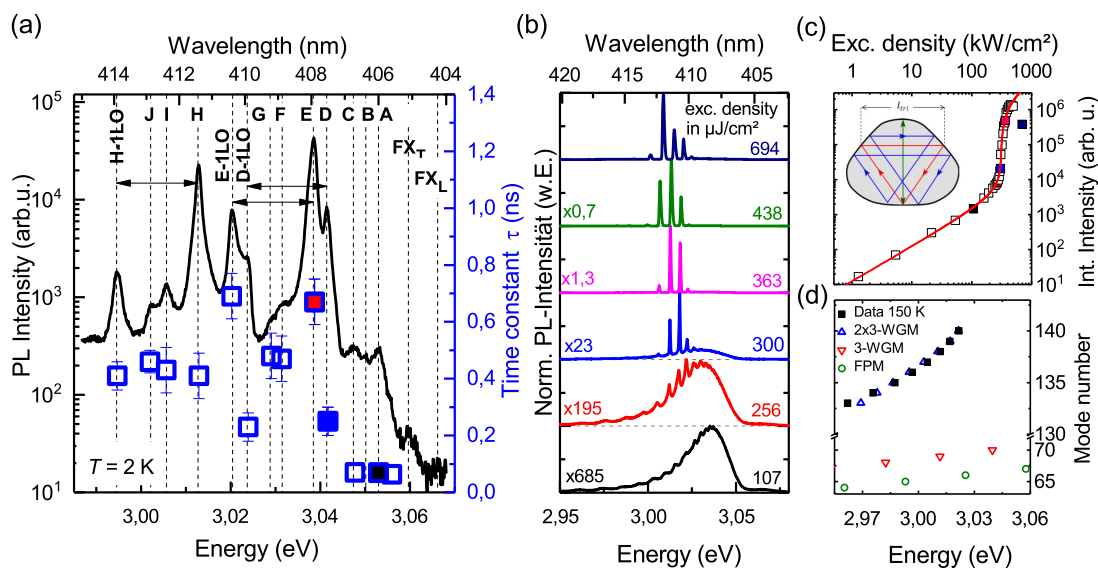 (a)
Wavelength (nm)
414 412 410 408 406 404
H-1LO J I H E-1LO D-1LO G F E D C B A
FX_T
FX_L
10^5
10^4
10^3
10^2
10^1
PL Intensity (arb.u.)
1,4
1,2
1,0
0,8
0,6
0,4
0,2
0,0
Time constant τ (ns)
T = 2 K
3,00 3,02 3,04 3,06
Energy (eV)
(b)
Wavelength (nm)
420 415 410 405
exc. density
in µJ/cm²
694
x0,7 438
x1,3 363
x23 300
x195 256
x685 107
Norm. PL-Intensität (w.E.)
2,95 3,00 3,05
Energy (eV)
(c)
Exc. density (kW/cm²)
1 10 100 1000
l_tri
10^6
10^5
10^4
10^3
10^2
10^1
Int. Intensity (arb. u.)
(d)
Data 150 K
2x3-WGM
3-WGM
FPM
140
135
130
70
65
Mode number
2,97 3,00 3,03 3,06
Energy (eV)